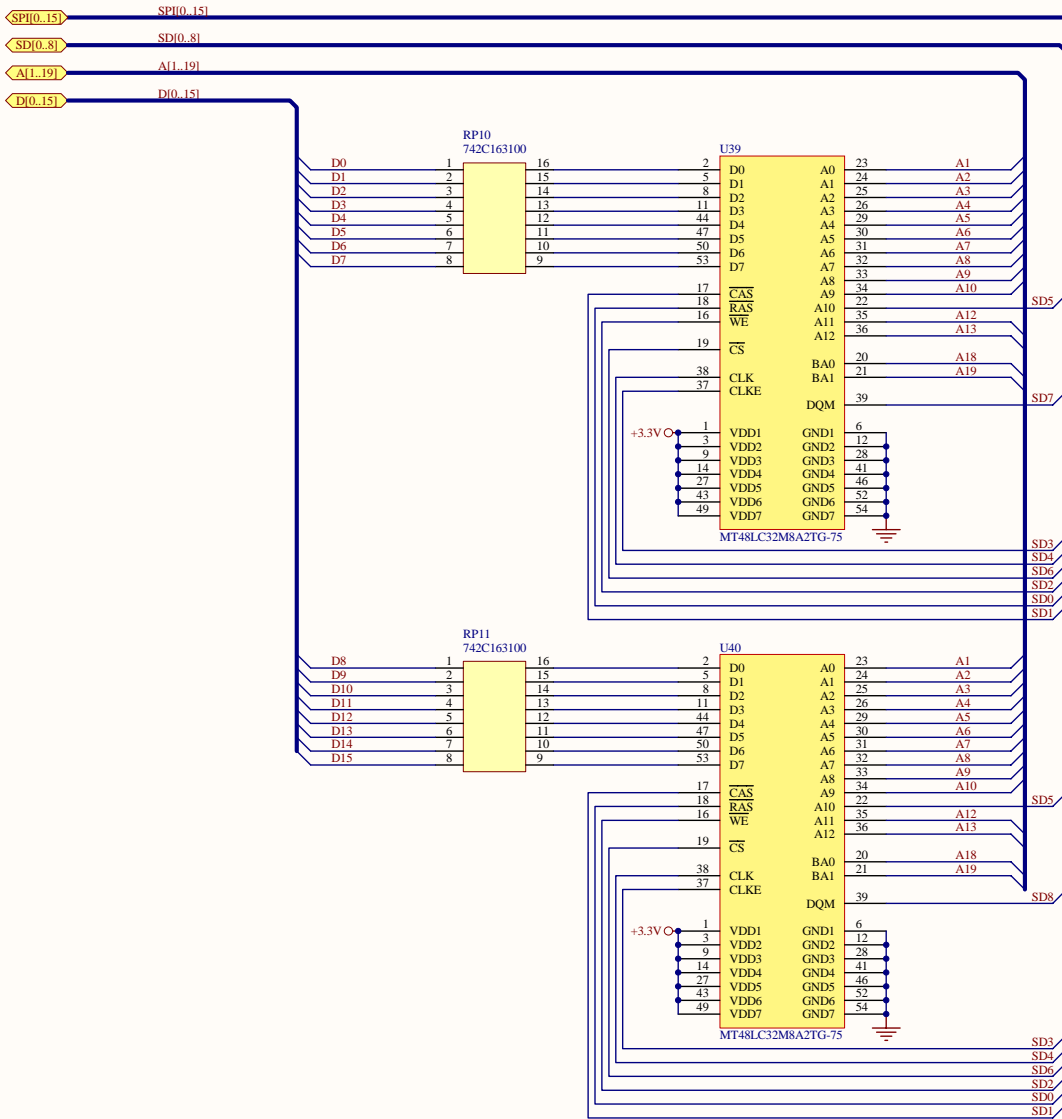 SPI[0..15] SPI[0..15]
SD[0..8] SD[0..8]
A[1..19] A[1..19]
D[0..15] D[0..15]
RP10
742C163100
U39
D0 1 16 2 D0 A0 23 A1
D1 2 15 5 D1 A1 24 A2
D2 3 14 8 D2 A2 25 A3
D3 4 13 11 D3 A3 26 A4
D4 5 12 44 D4 A4 29 A5
D5 6 11 47 D5 A5 30 A6
D6 7 10 50 D6 A6 31 A7
D7 8 9 53 D7 A7 32 A8
A8 33 A9
17 CAS A9 34 A10
18 RAS A10 22 SD5
16 WE A11 35 A12
A12 36 A13
19 CS
BA0 20 A18
38 CLK BA1 21 A19
37 CLKE
DQM 39 SD7
+3.3V 1 VDD1 GND1 6
3 VDD2 GND2 12
9 VDD3 GND3 28
14 VDD4 GND4 41
27 VDD5 GND5 46
43 VDD6 GND6 52
49 VDD7 GND7 54
MT48LC32M8A2TG-75
SD3
SD4
SD6
SD2
SD0
SD1
RP11
742C163100
U40
D8 1 16 2 D0 A0 23 A1
D9 2 15 5 D1 A1 24 A2
D10 3 14 8 D2 A2 25 A3
D11 4 13 11 D3 A3 26 A4
D12 5 12 44 D4 A4 29 A5
D13 6 11 47 D5 A5 30 A6
D14 7 10 50 D6 A6 31 A7
D15 8 9 53 D7 A7 32 A8
A8 33 A9
17 CAS A9 34 A10
18 RAS A10 22 SD5
16 WE A11 35 A12
A12 36 A13
19 CS
BA0 20 A18
38 CLK BA1 21 A19
37 CLKE
DQM 39 SD8
+3.3V 1 VDD1 GND1 6
3 VDD2 GND2 12
9 VDD3 GND3 28
14 VDD4 GND4 41
27 VDD5 GND5 46
43 VDD6 GND6 52
49 VDD7 GND7 54
MT48LC32M8A2TG-75
SD3
SD4
SD6
SD2
SD0
SD1